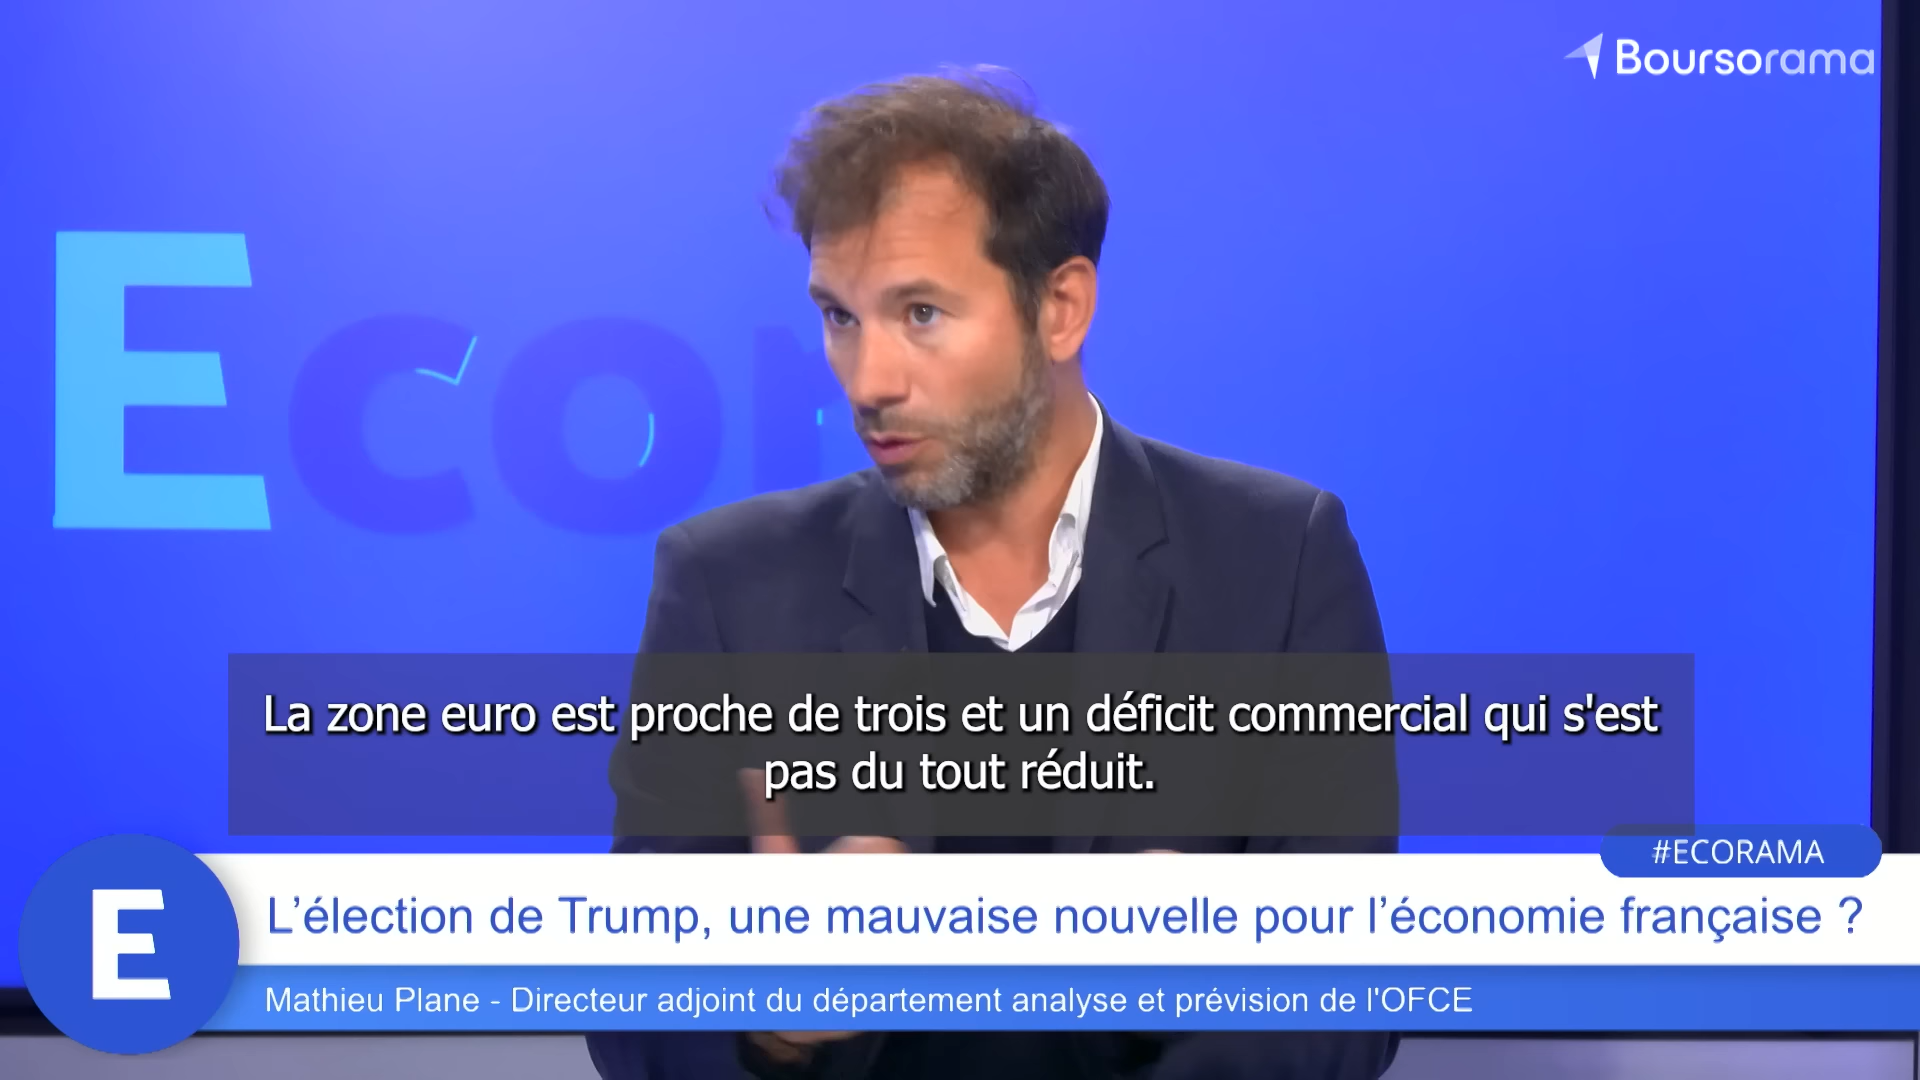 Boursorama
Econ
La zone euro est proche de trois et un déficit commercial qui s'est
pas du tout réduit.
#ECORAMA
E
L’élection de Trump, une mauvaise nouvelle pour l’économie française ?
Mathieu Plane - Directeur adjoint du département analyse et prévision de l'OFCE